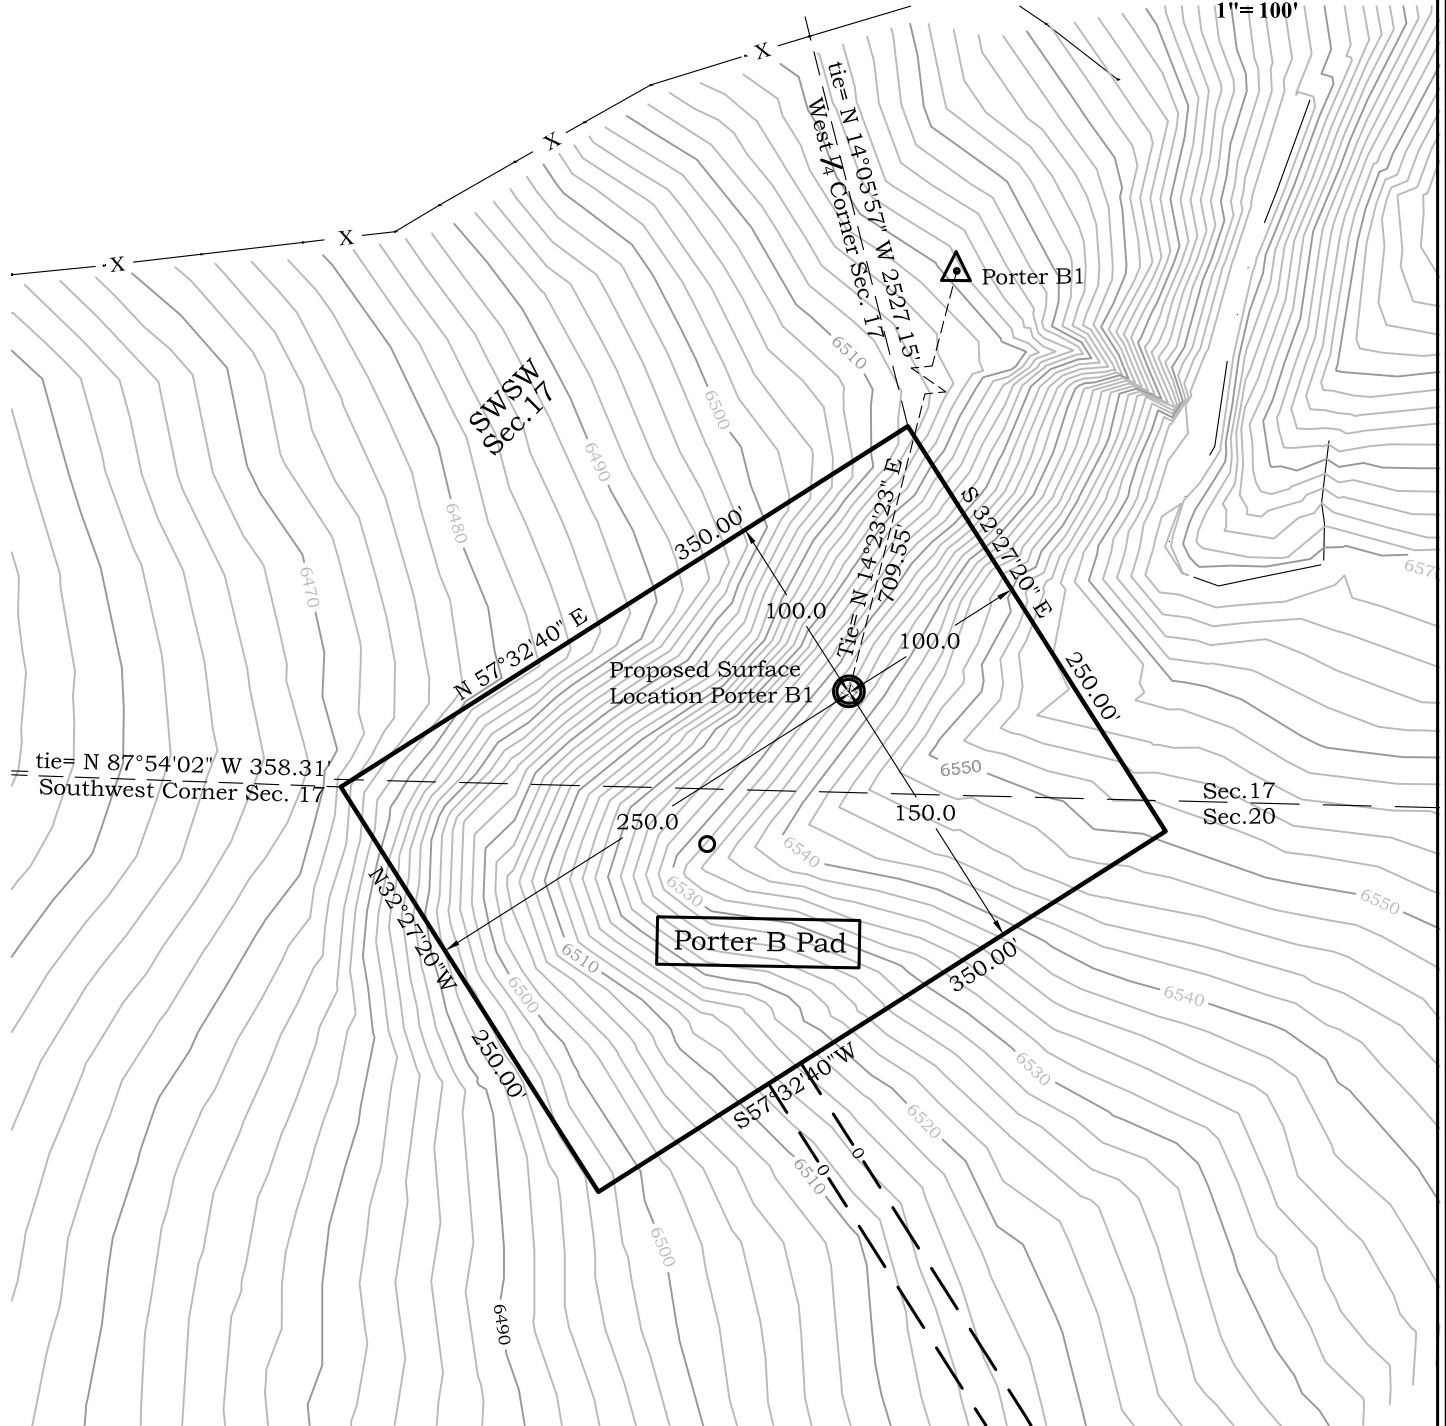 1"= 100'
X
X
X
X
tie= N 14°05'57" W 2527.15'
West 1/4 Corner Sec. 17
Porter B1
6510
6500
6490
6480
6470
SWSW
Sec.17
350.00'
N 57°32'40" E
Tie= N 14°23'23" E
709.55'
S 32°27'20" E
250.00'
100.0
100.0
Proposed Surface
Location Porter B1
tie= N 87°54'02" W 358.31'
Southwest Corner Sec. 17
6550
Sec.17
Sec.20
250.0
150.0
6540
6530
6550
N32°27'20"W
250.00'
Porter B Pad
6510
6500
350.00'
6540
S57°32'40"W
6530
6520
6510
0
0
6500
6490